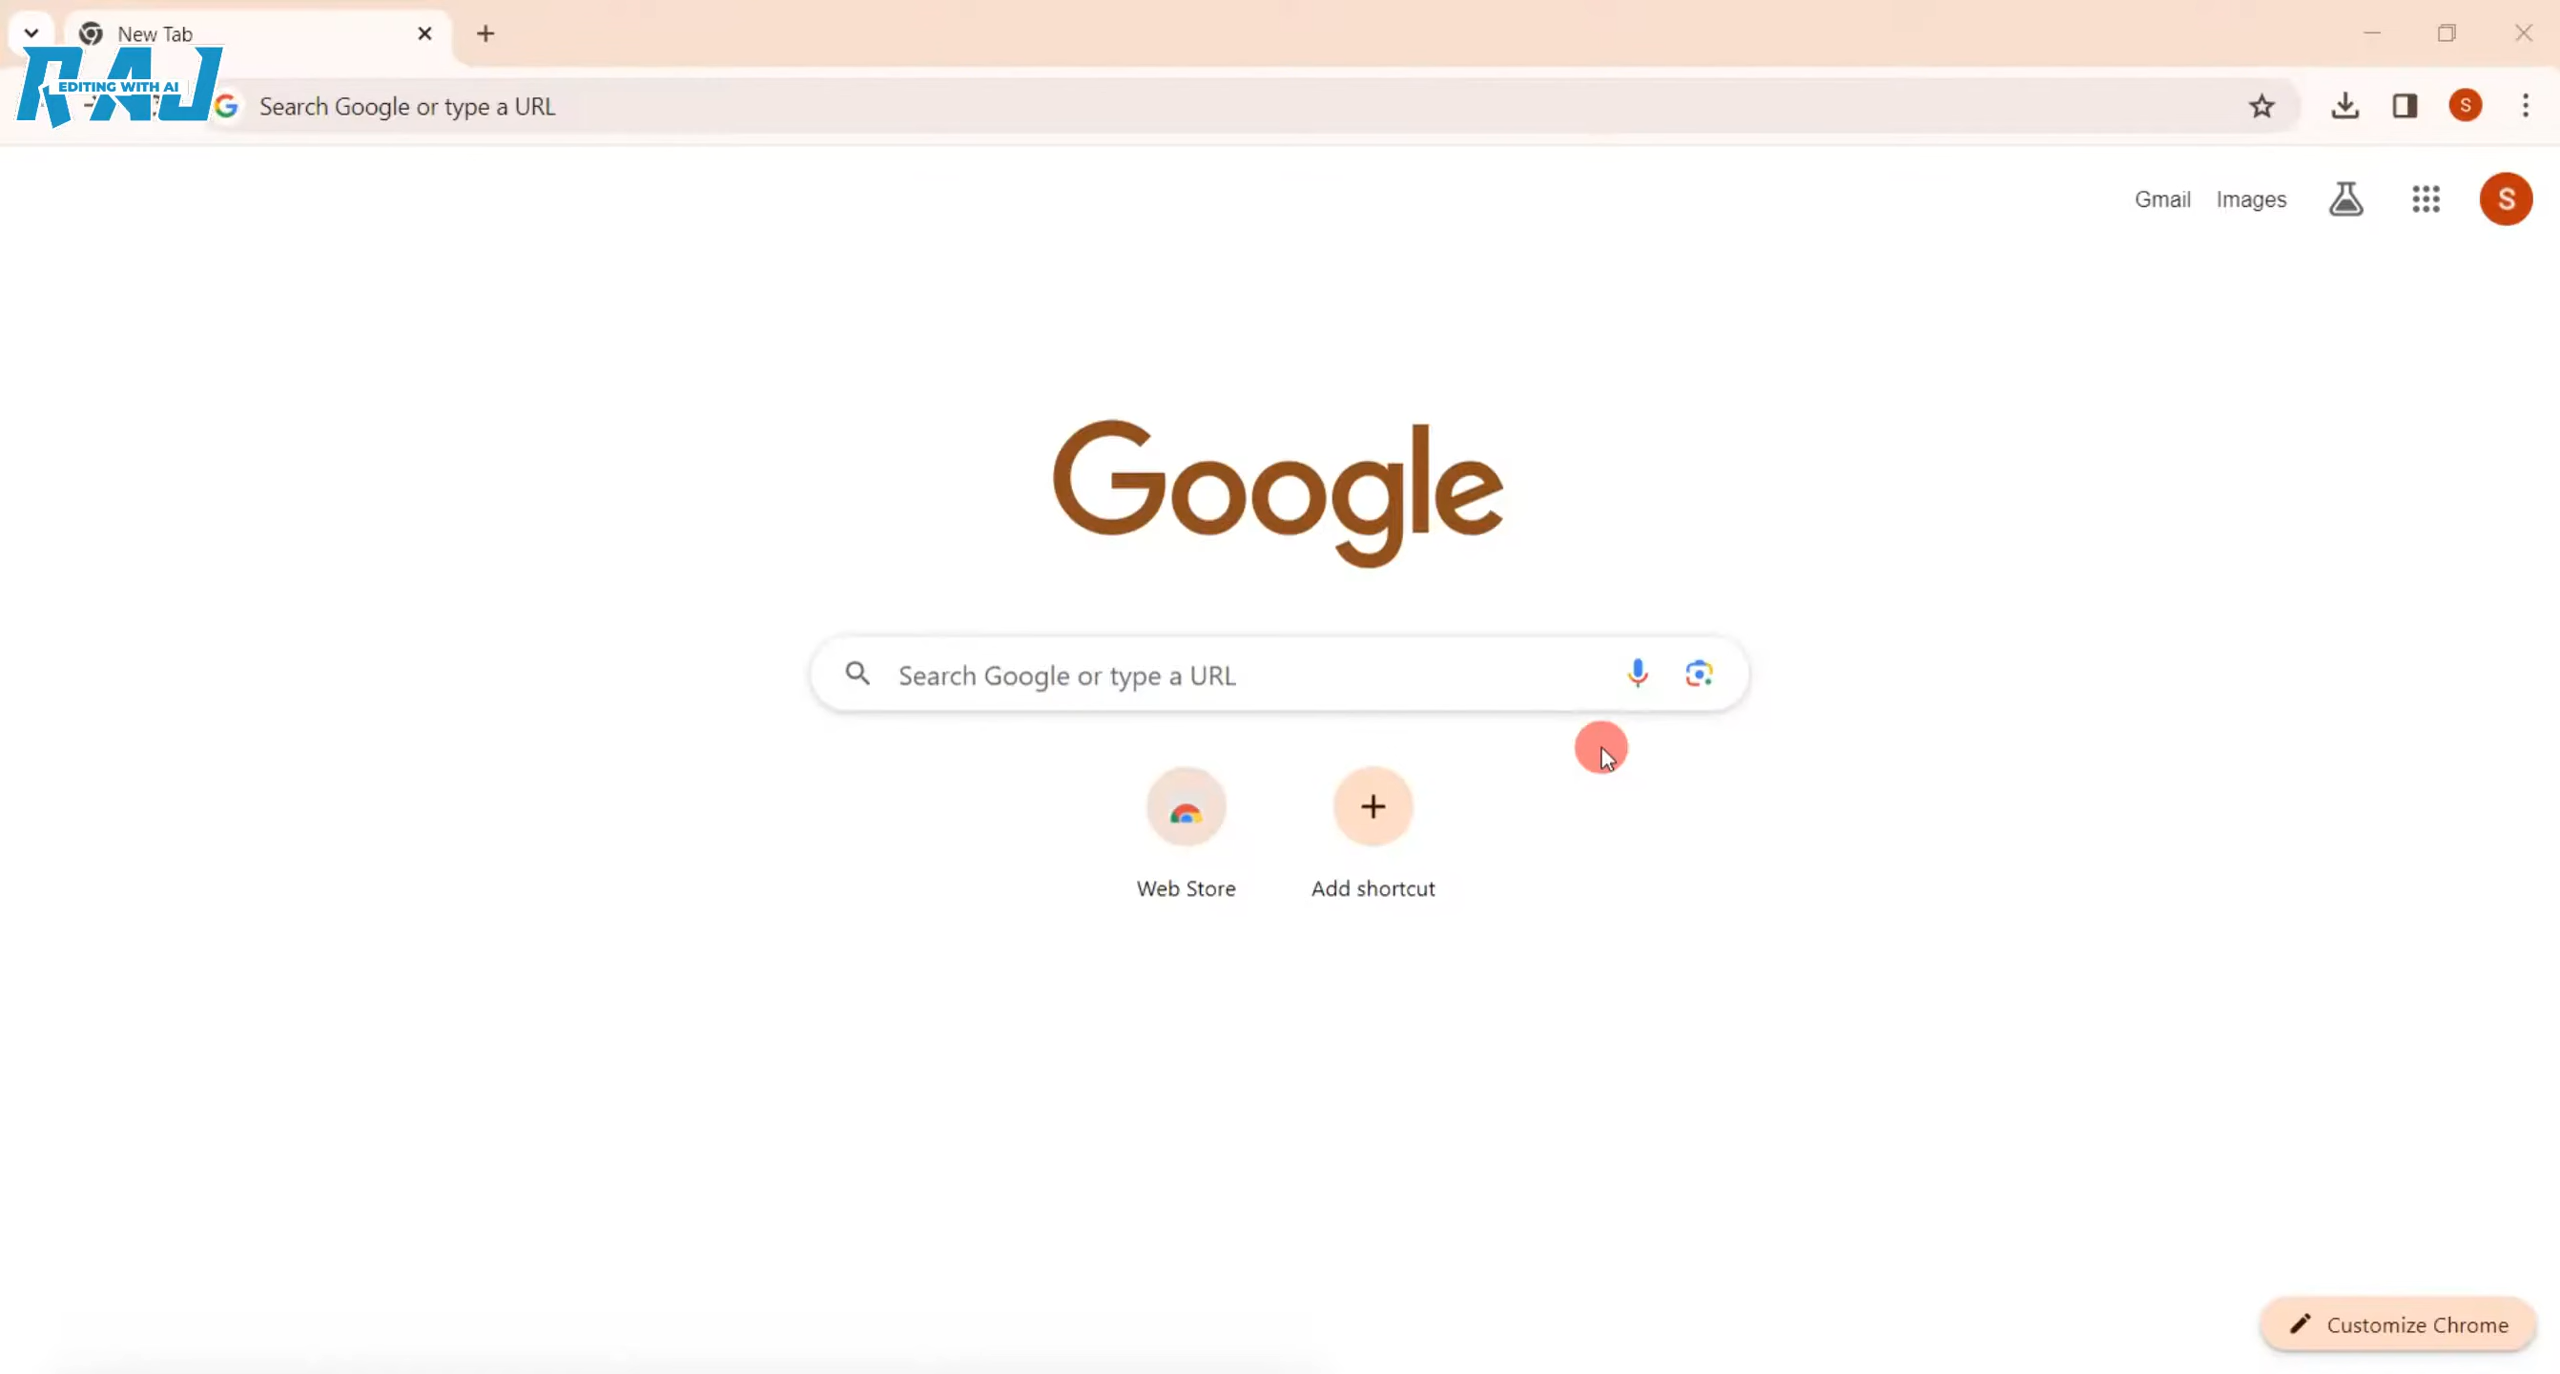 New Tab
RAJ
EDITING WITH AI
Search Google or type a URL
S
Gmail Images
S
Google
Search Google or type a URL
Web Store Add shortcut
Customize Chrome